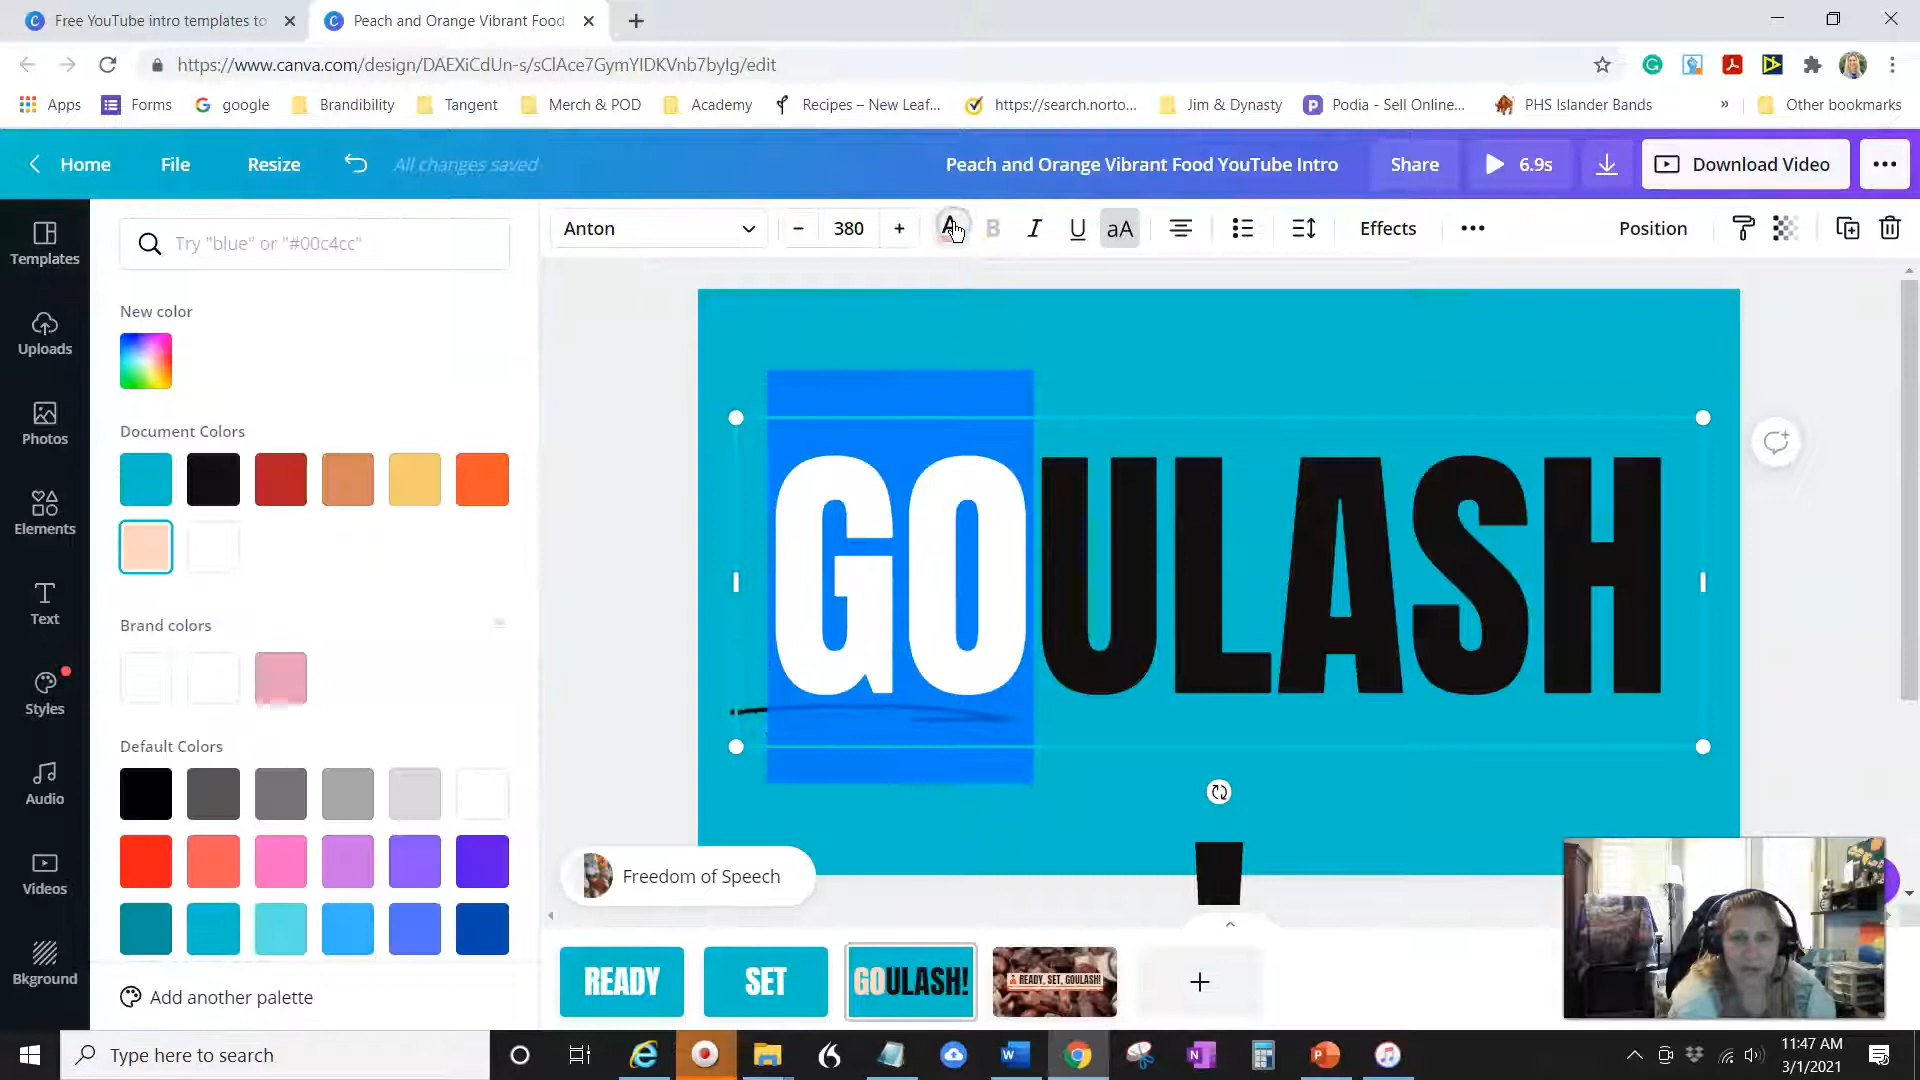 Free YouTube intro templates to
Peach and Orange Vibrant Food
https://www.canva.com/design/DAEXiCdUn-s/sClAce7GymYIDKVnb7byIg/edit
Apps
Forms
google
Brandibility
Tangent
Merch & POD
Academy
Recipes – New Leaf...
https://search.norto...
Jim & Dynasty
Podia - Sell Online...
PHS Islander Bands
»
Other bookmarks
Home
File
Resize
All changes saved
Peach and Orange Vibrant Food YouTube Intro
Share
6.9s
Download Video
Templates
Uploads
Photos
Elements
Text
Styles
Audio
Videos
Bkground
Try "blue" or "#00c4cc"
New color
Document Colors
Brand colors
Default Colors
Add another palette
Anton
380
A
B
I
U
aA
Effects
Position
GOULASH
Freedom of Speech
READY
SET
GOULASH!
READY, SET, GOULASH!
Type here to search
11:47 AM
3/1/2021